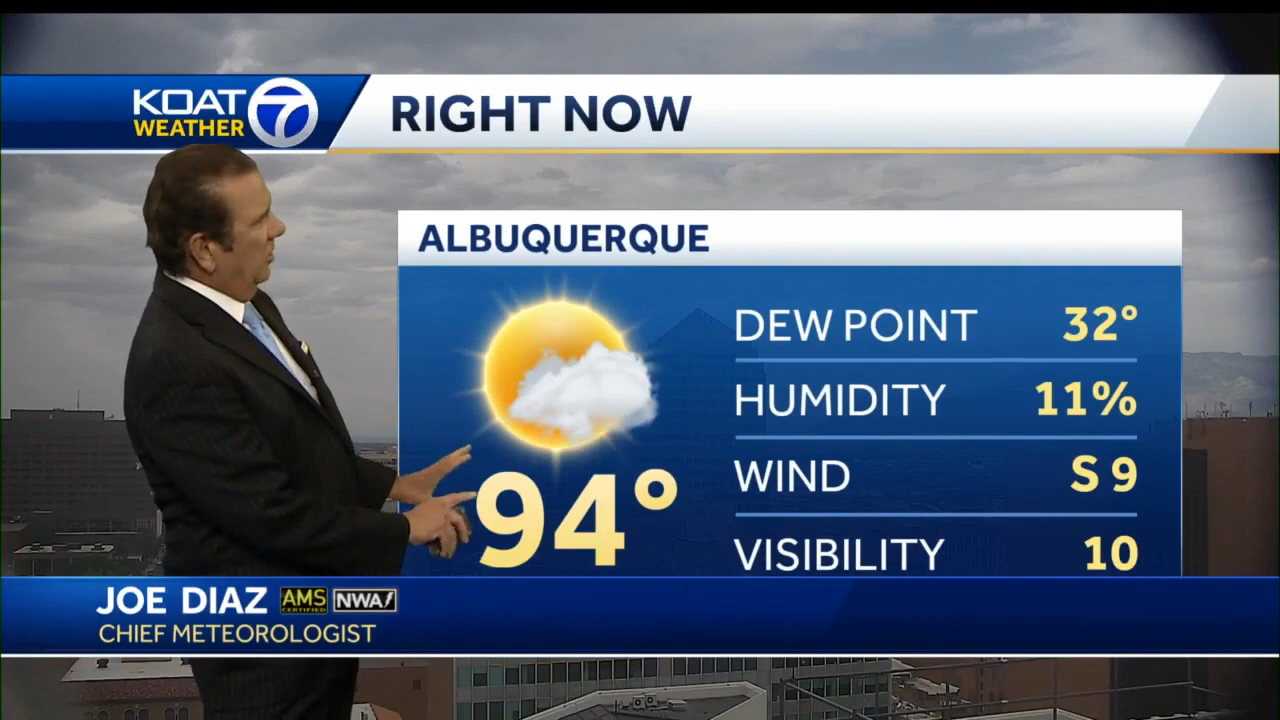 KOAT 7
WEATHER
RIGHT NOW
ALBUQUERQUE
DEW POINT 32°
HUMIDITY 11%
94°
WIND S 9
VISIBILITY 10
JOE DIAZ AMS CERTIFIED NWA
CHIEF METEOROLOGIST